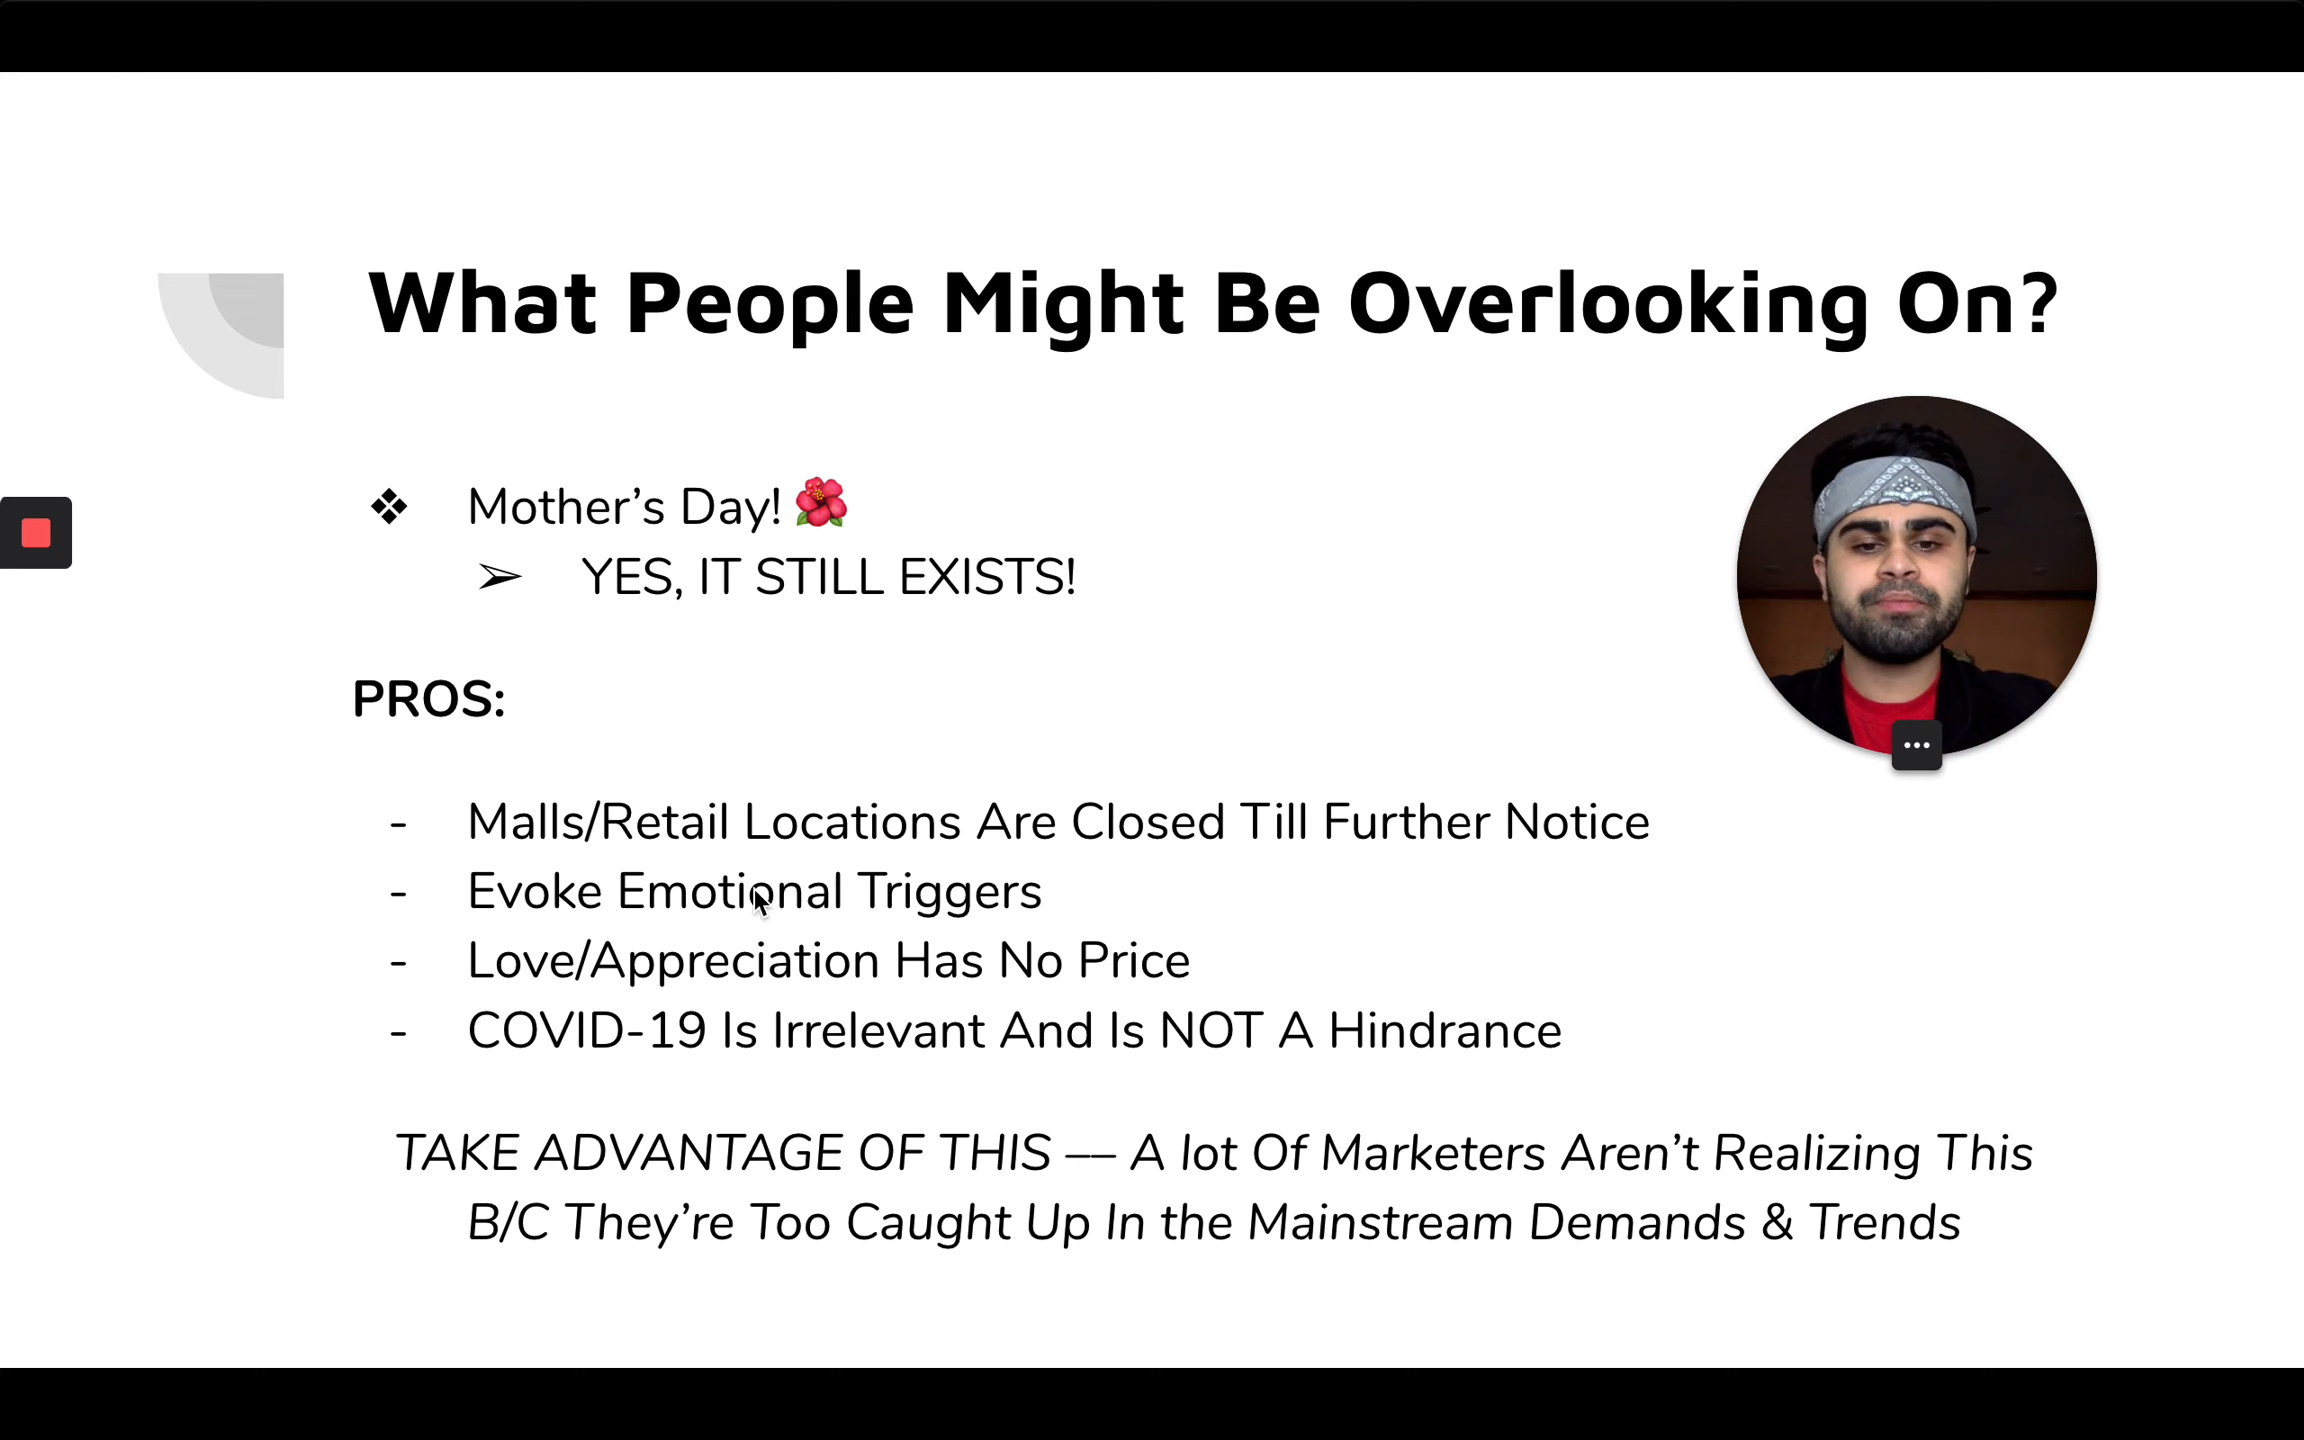 What People Might Be Overlooking On?
❖ Mother’s Day! 🌺
➢ YES, IT STILL EXISTS!
PROS:
- Malls/Retail Locations Are Closed Till Further Notice
- Evoke Emotional Triggers
- Love/Appreciation Has No Price
- COVID-19 Is Irrelevant And Is NOT A Hindrance
TAKE ADVANTAGE OF THIS — A lot Of Marketers Aren’t Realizing This
B/C They’re Too Caught Up In the Mainstream Demands & Trends